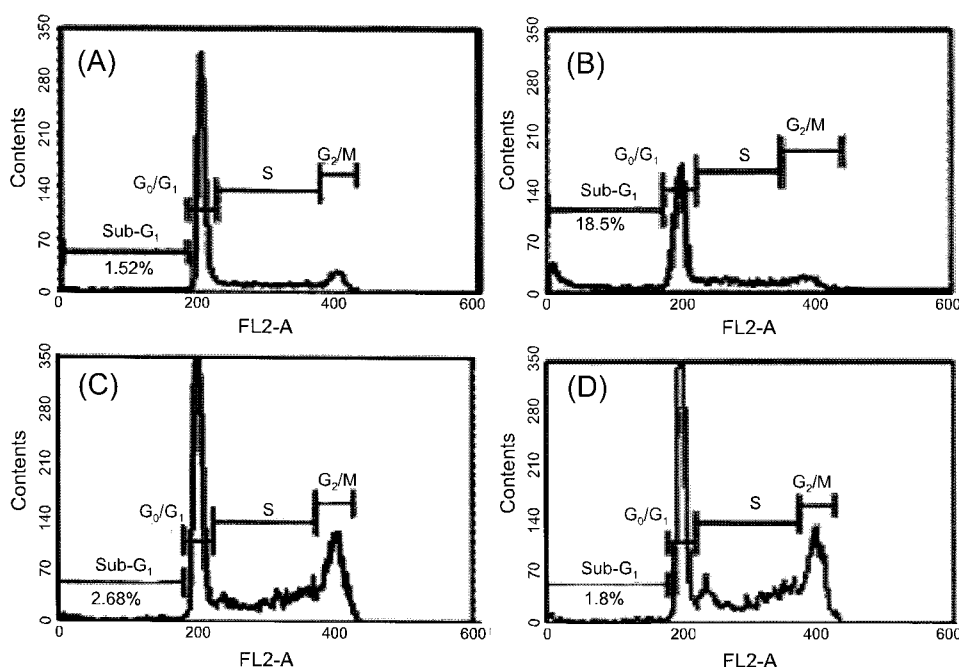 (A)
Contents
350
280
210
140
70
0
G₂/M
S
G₀/G₁
Sub-G₁
1.52%
0
200
400
600
FL2-A
(B)
Contents
350
280
210
140
70
0
G₂/M
S
G₀/G₁
Sub-G₁
18.5%
0
200
400
600
FL2-A
(C)
Contents
350
280
210
140
70
0
G₂/M
S
G₀/G₁
Sub-G₁
2.68%
0
200
400
600
FL2-A
(D)
Contents
350
280
210
140
70
0
G₂/M
S
G₀/G₁
Sub-G₁
1.8%
0
200
400
600
FL2-A